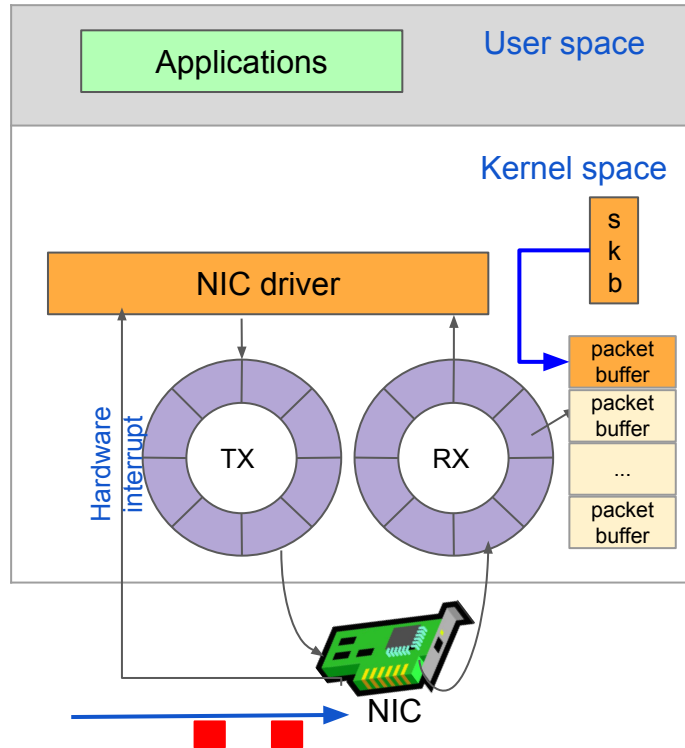 User space
Applications
Kernel space
s
k
b
NIC driver
packet
buffer
packet
buffer
Hardware
interrupt
TX
RX
...
packet
buffer
NIC